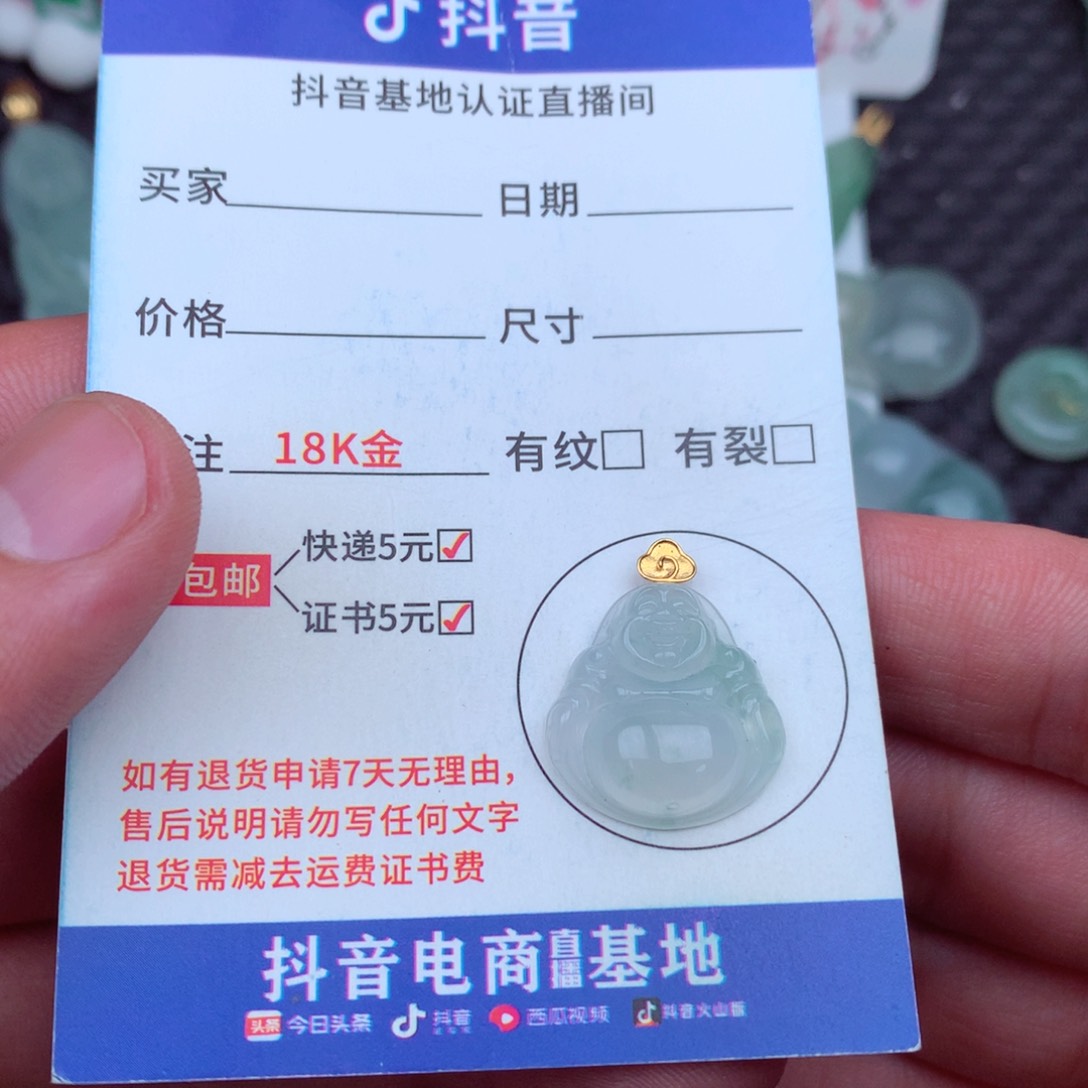 抖音
抖音基地认证直播间
买家 日期
价格 尺寸
注 18K金 有纹 有裂
快递5元
包邮
证书5元
如有退货申请7天无理由，
售后说明请勿写任何文字
退货需减去运费证书费
抖音电商直播基地
头条 今日头条 抖音 西瓜视频 抖音火山版